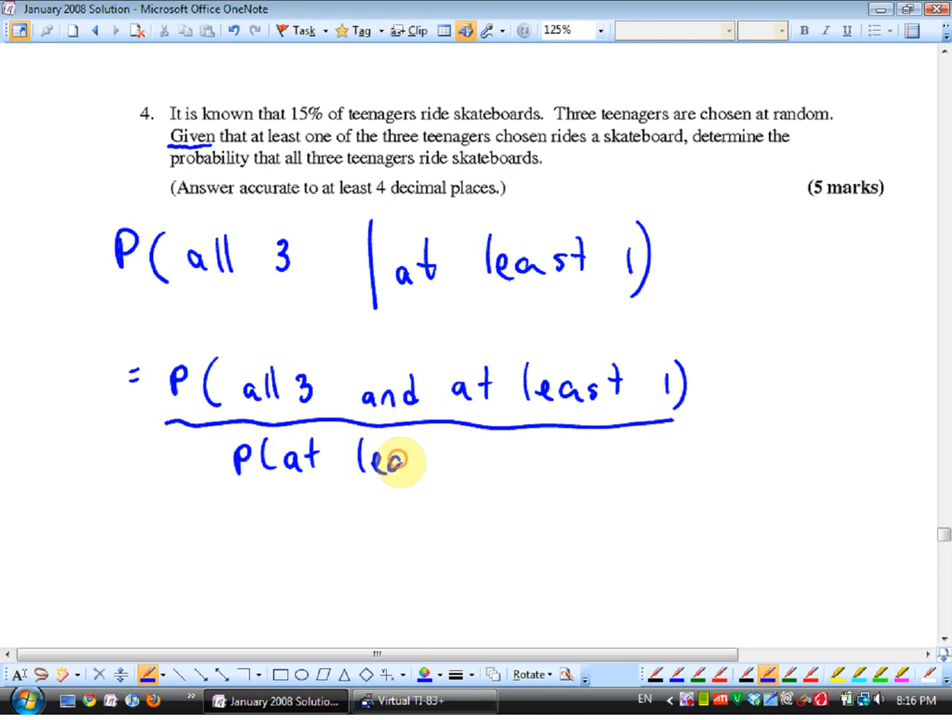 January 2008 Solution - Microsoft Office OneNote
Task Tag Clip 125% B I U
4. It is known that 15% of teenagers ride skateboards. Three teenagers are chosen at random.
Given that at least one of the three teenagers chosen rides a skateboard, determine the
probability that all three teenagers ride skateboards.
(Answer accurate to at least 4 decimal places.) (5 marks)
P( all 3 | at least 1)
= P( all 3 and at least 1)
P(at lea
Rotate
January 2008 Solutio... Virtual TI-83+ EN 8:16 PM